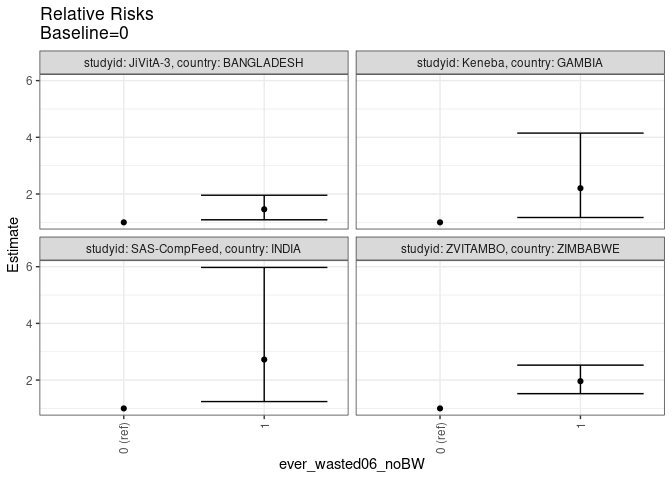 Relative Risks
Baseline=0
studyid: JiVitA-3, country: BANGLADESH
studyid: Keneba, country: GAMBIA
6
4
2
studyid: SAS-CompFeed, country: INDIA
studyid: ZVITAMBO, country: ZIMBABWE
6
4
2
Estimate
0 (ref)
1
0 (ref)
1
ever_wasted06_noBW